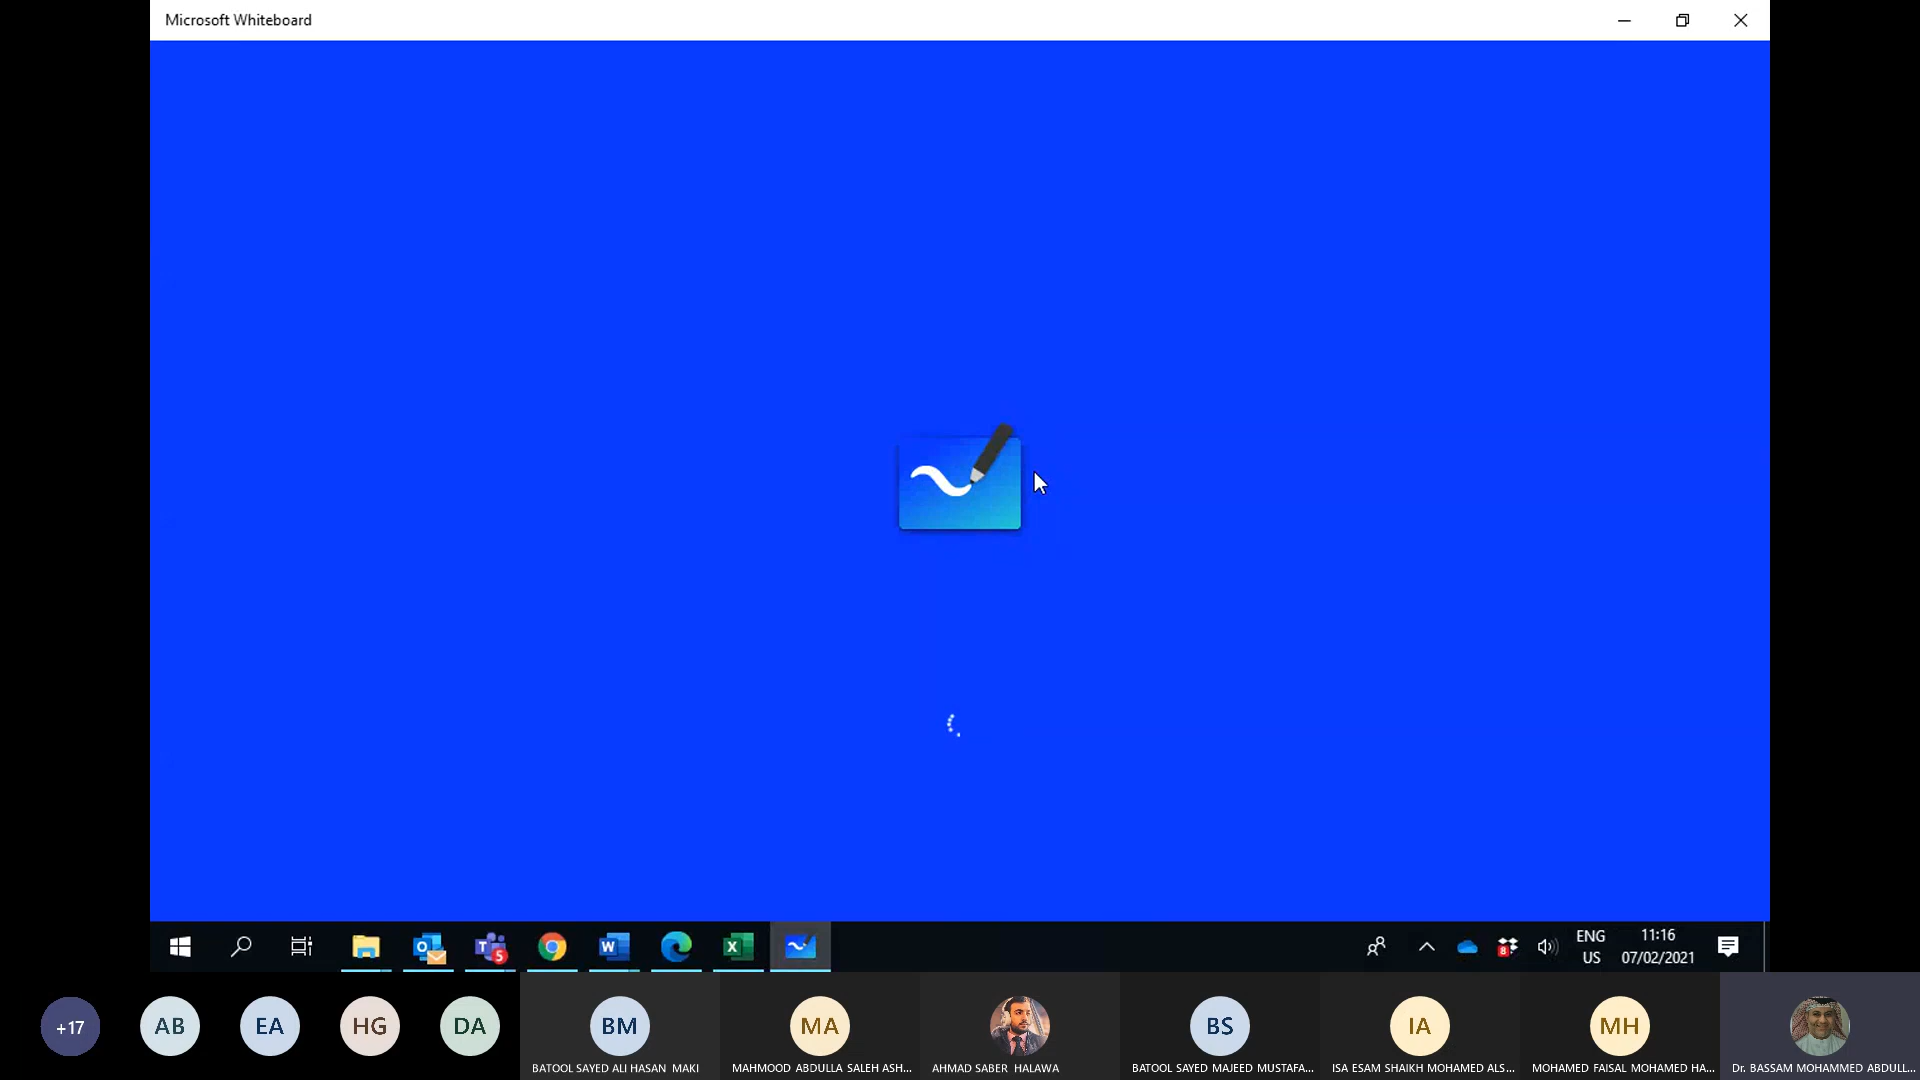 Microsoft Whiteboard
5
8
ENG
US
11:16
07/02/2021
+17
AB
EA
HG
DA
BM
MA
BS
IA
MH
BATOOL SAYED ALI HASAN MAKI
MAHMOOD ABDULLA SALEH ASH...
AHMAD SABER HALAWA
BATOOL SAYED MAJEED MUSTAFA...
ISA ESAM SHAIKH MOHAMED ALS...
MOHAMED FAISAL MOHAMED HA...
Dr. BASSAM MOHAMMED ABDULL...